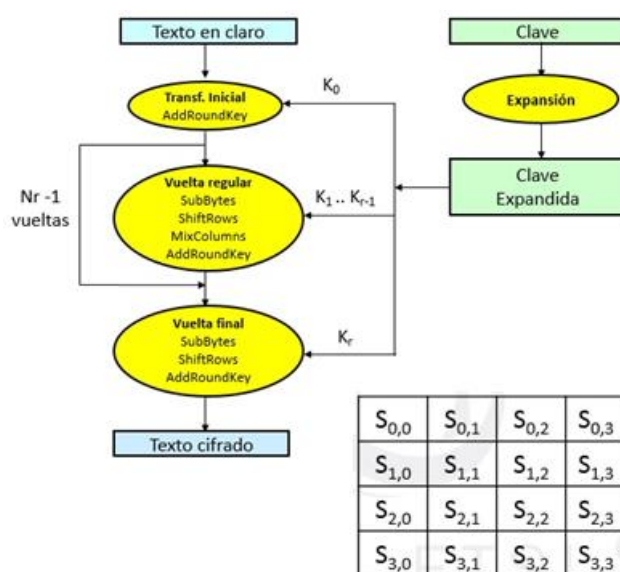 Texto en claro
Clave
Transf. Inicial
AddRoundKey
K0
Expansión
Nr -1
vueltas
Vuelta regular
SubBytes
ShiftRows
MixColumns
AddRoundKey
K1 .. Kr-1
Clave
Expandida
Vuelta final
SubBytes
ShiftRows
AddRoundKey
Kr
Texto cifrado
S0,0 S0,1 S0,2 S0,3
S1,0 S1,1 S1,2 S1,3
S2,0 S2,1 S2,2 S2,3
S3,0 S3,1 S3,2 S3,3